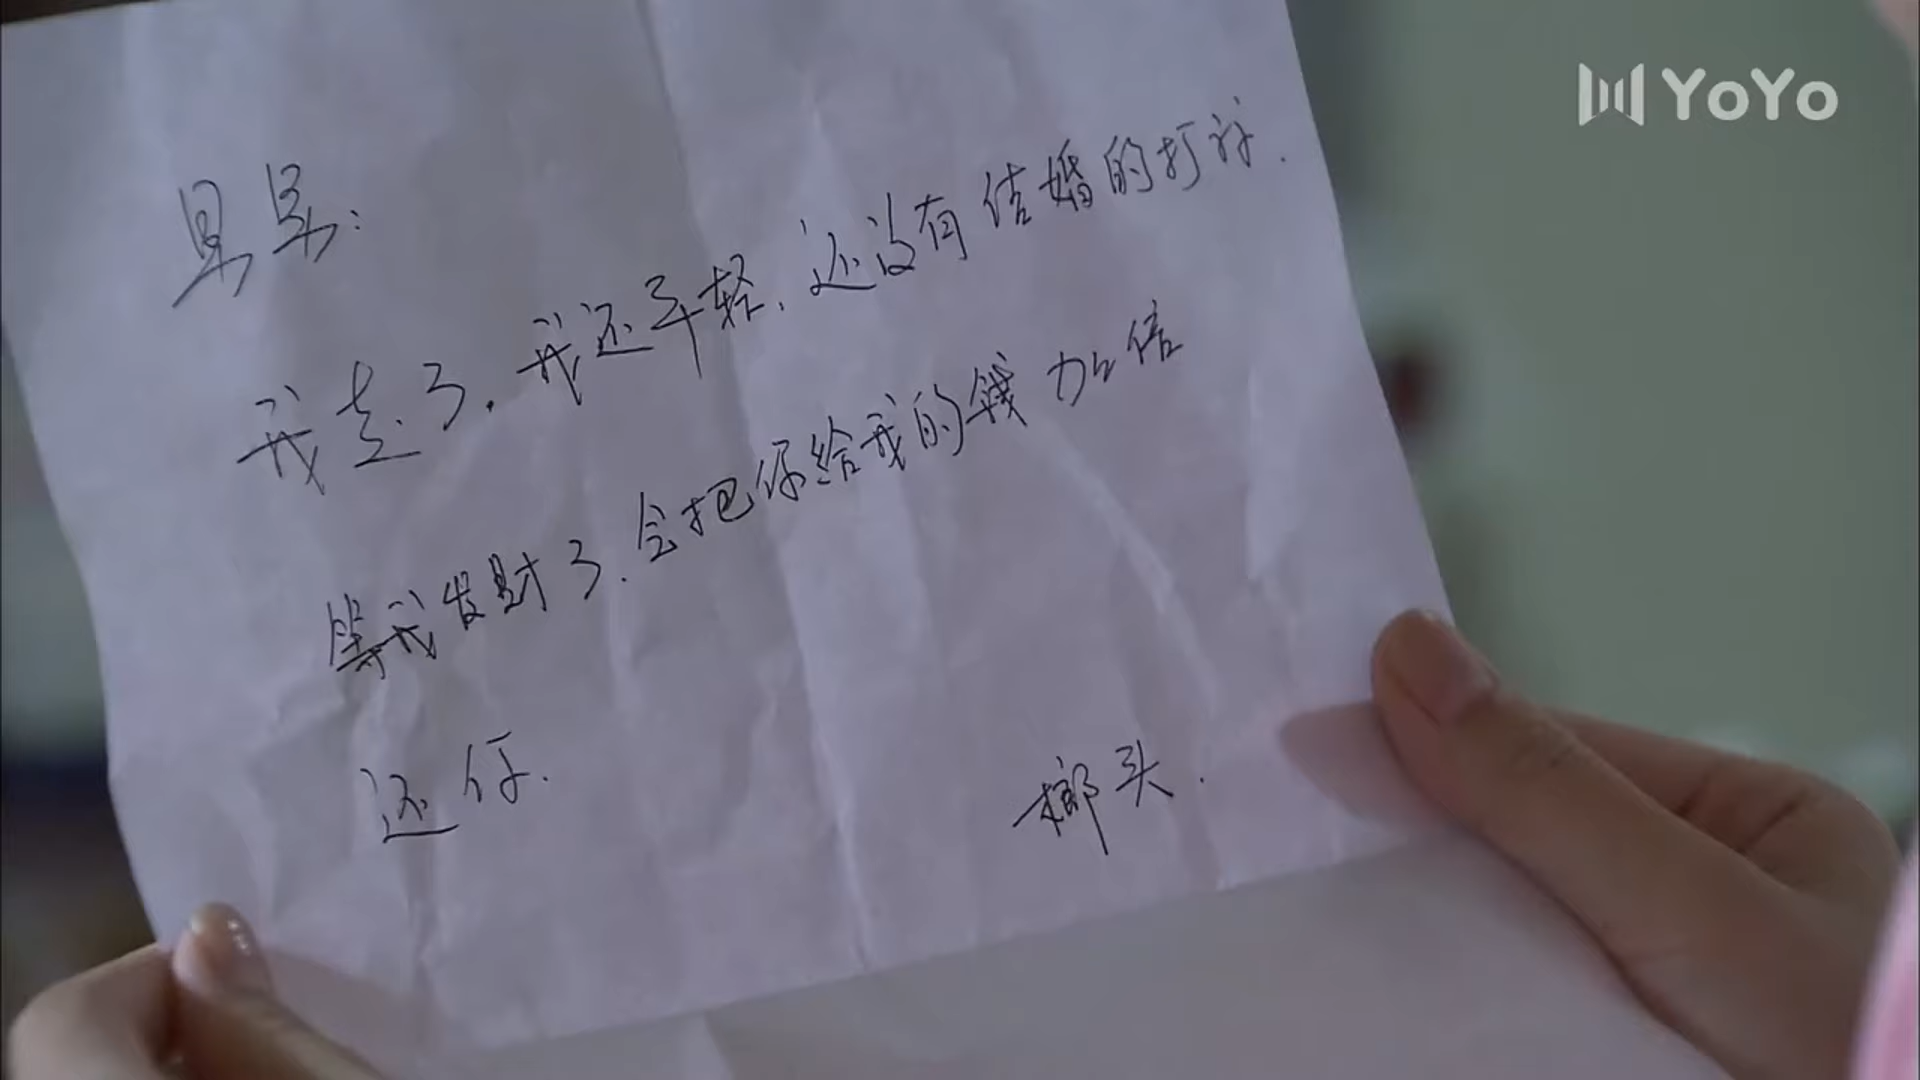 YoYo
果果:
我走了.我还年轻.还没有结婚的打算.
等我发财了.会把你给我的钱加倍
还你.
榔头.